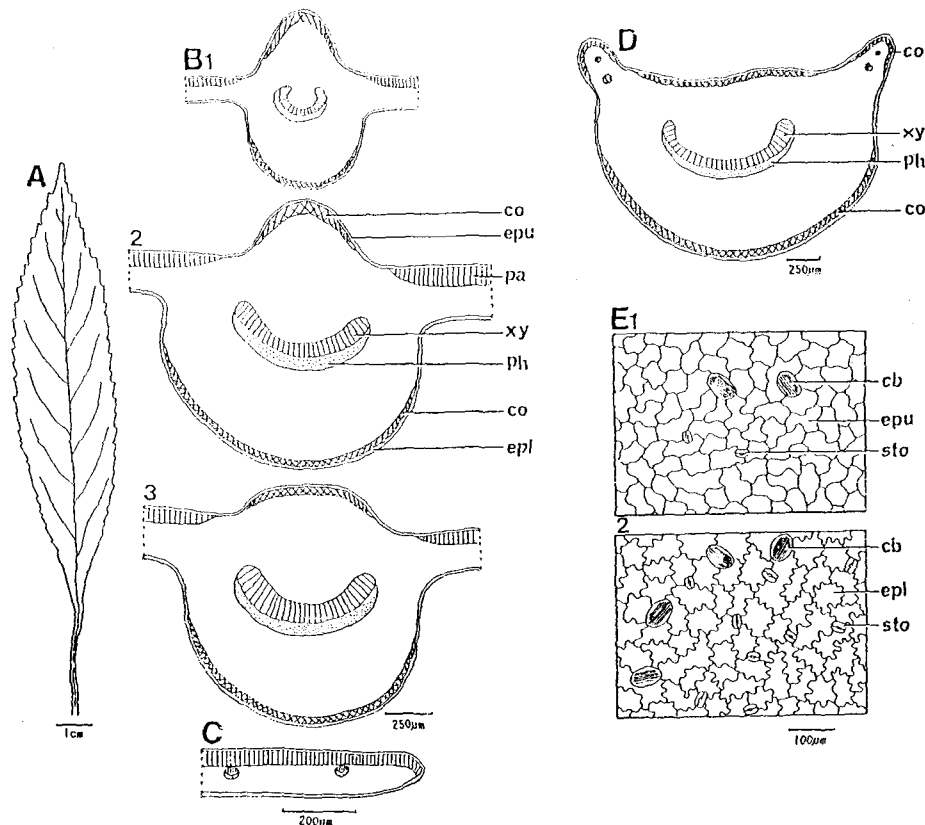 A
1cm
B1
2
co
epu
pa
xy
ph
co
epl
3
250µm
C
200µm
D
co
xy
ph
co
250µm
E1
cb
epu
sto
2
cb
epl
sto
100µm